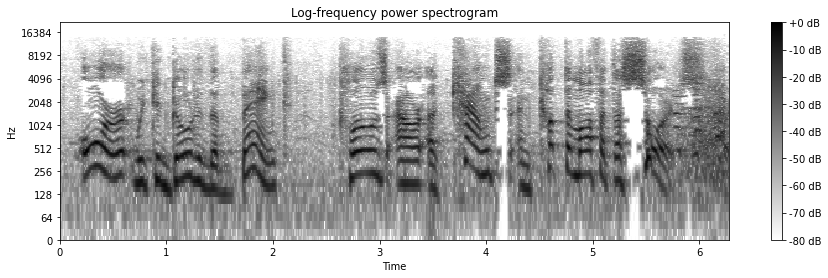 Log-frequency power spectrogram
16384
8192
4096
2048
1024
512
256
128
64
0
Hz
0
1
2
3
4
5
6
Time
+0 dB
-10 dB
-20 dB
-30 dB
-40 dB
-50 dB
-60 dB
-70 dB
-80 dB